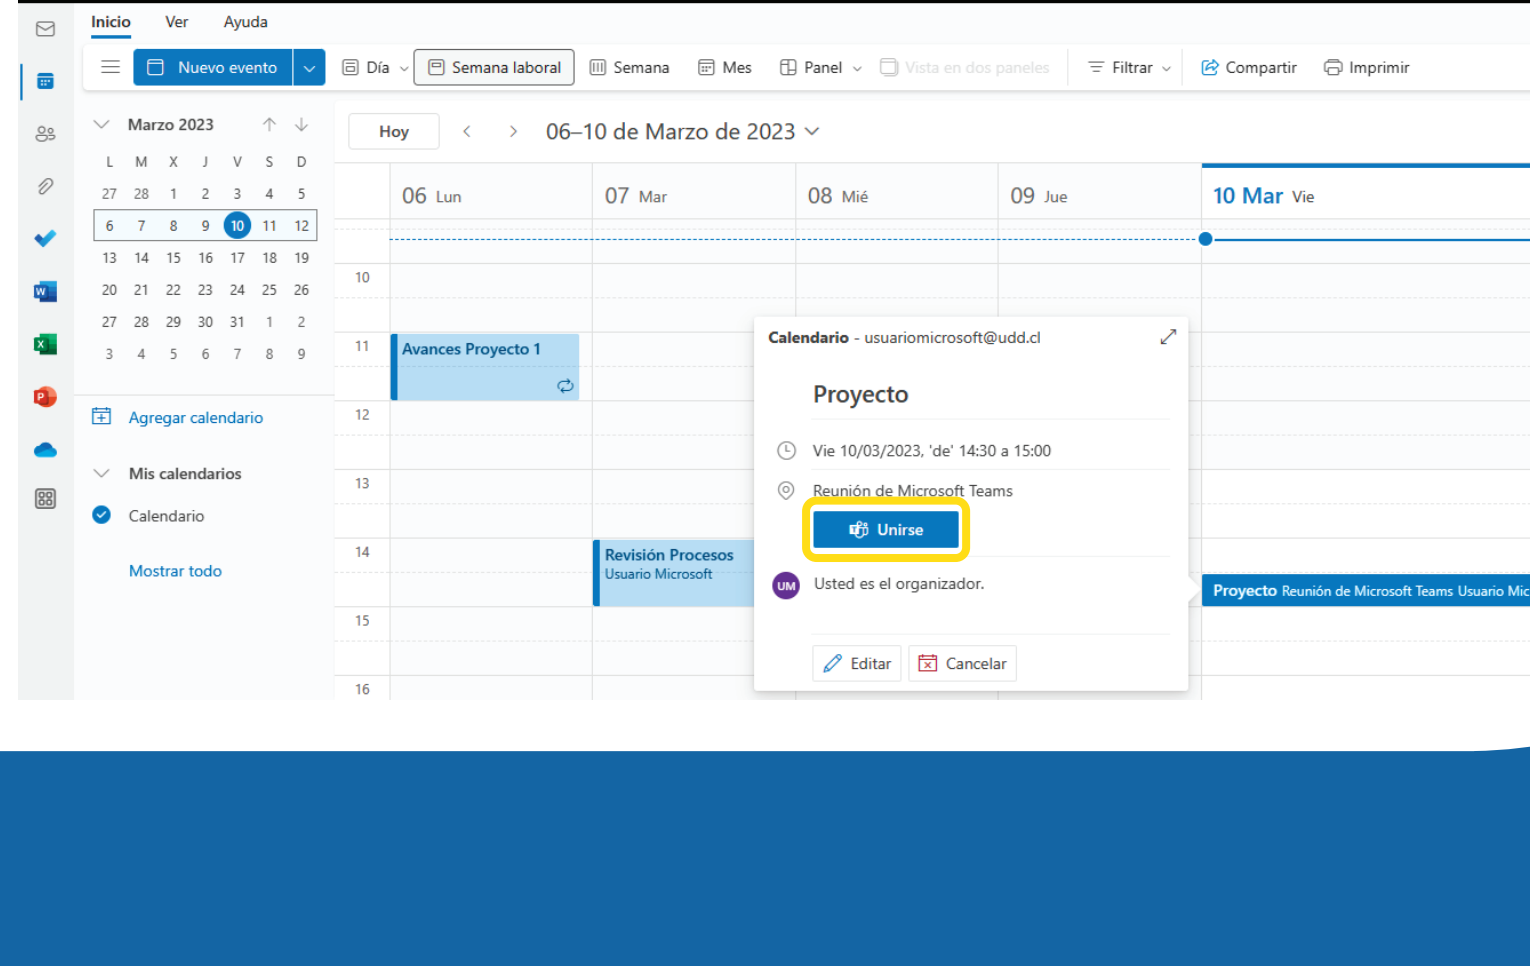 Inicio Ver Ayuda
Nuevo evento Día Semana laboral Semana Mes Panel Vista en dos paneles Filtrar Compartir Imprimir
Marzo 2023
L M X J V S D
27 28 1 2 3 4 5
6 7 8 9 10 11 12
13 14 15 16 17 18 19
20 21 22 23 24 25 26
27 28 29 30 31 1 2
3 4 5 6 7 8 9
Agregar calendario
Mis calendarios
Calendario
Mostrar todo
Hoy 06–10 de Marzo de 2023
06 Lun 07 Mar 08 Mié 09 Jue 10 Mar Vie
10
11
Avances Proyecto 1
12
13
14
Revisión Procesos
Usuario Microsoft
15
16
Calendario - usuariomicrosoft@udd.cl
Proyecto
Vie 10/03/2023, 'de' 14:30 a 15:00
Reunión de Microsoft Teams
Unirse
UM Usted es el organizador.
Editar Cancelar
Proyecto Reunión de Microsoft Teams Usuario Mic